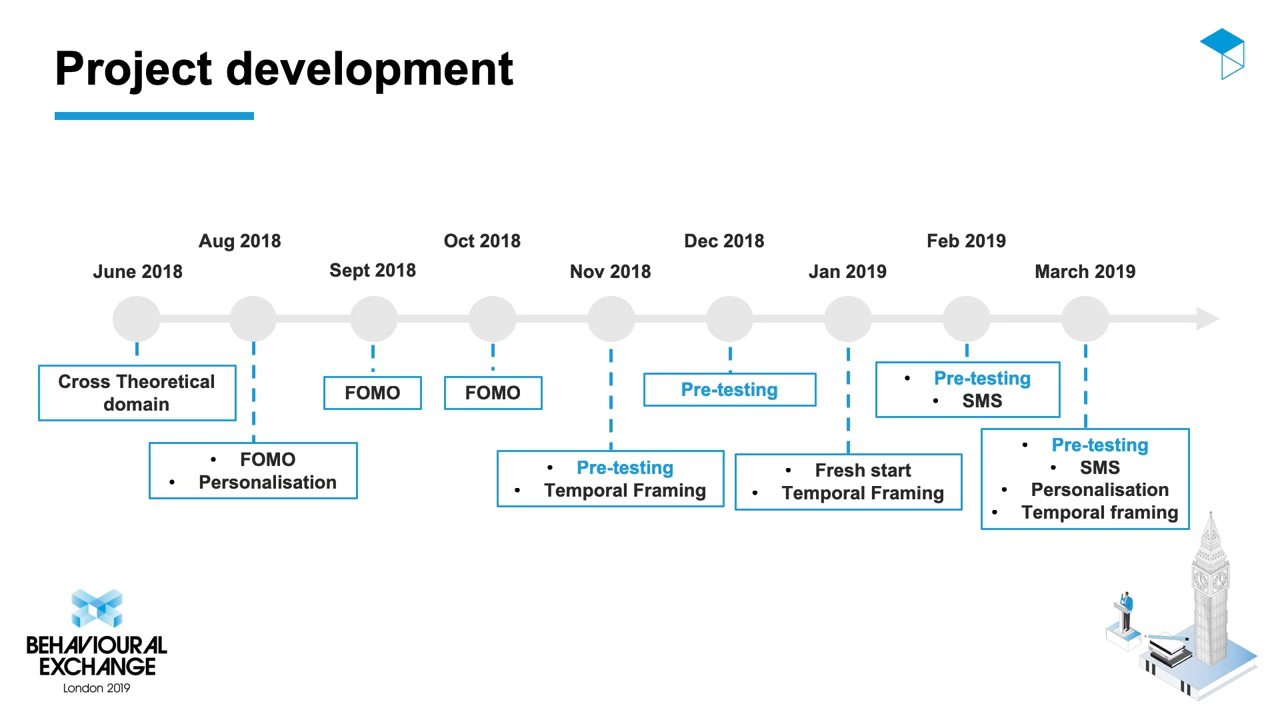 Project development
Aug 2018
Oct 2018
Dec 2018
Feb 2019
June 2018
Sept 2018
Nov 2018
Jan 2019
March 2019
Cross Theoretical
domain
• FOMO
• Personalisation
FOMO
FOMO
• Pre-testing
• Temporal Framing
Pre-testing
• Fresh start
• Temporal Framing
• Pre-testing
• SMS
• Pre-testing
• SMS
• Personalisation
• Temporal framing
BEHAVIOURAL
EXCHANGE
London 2019